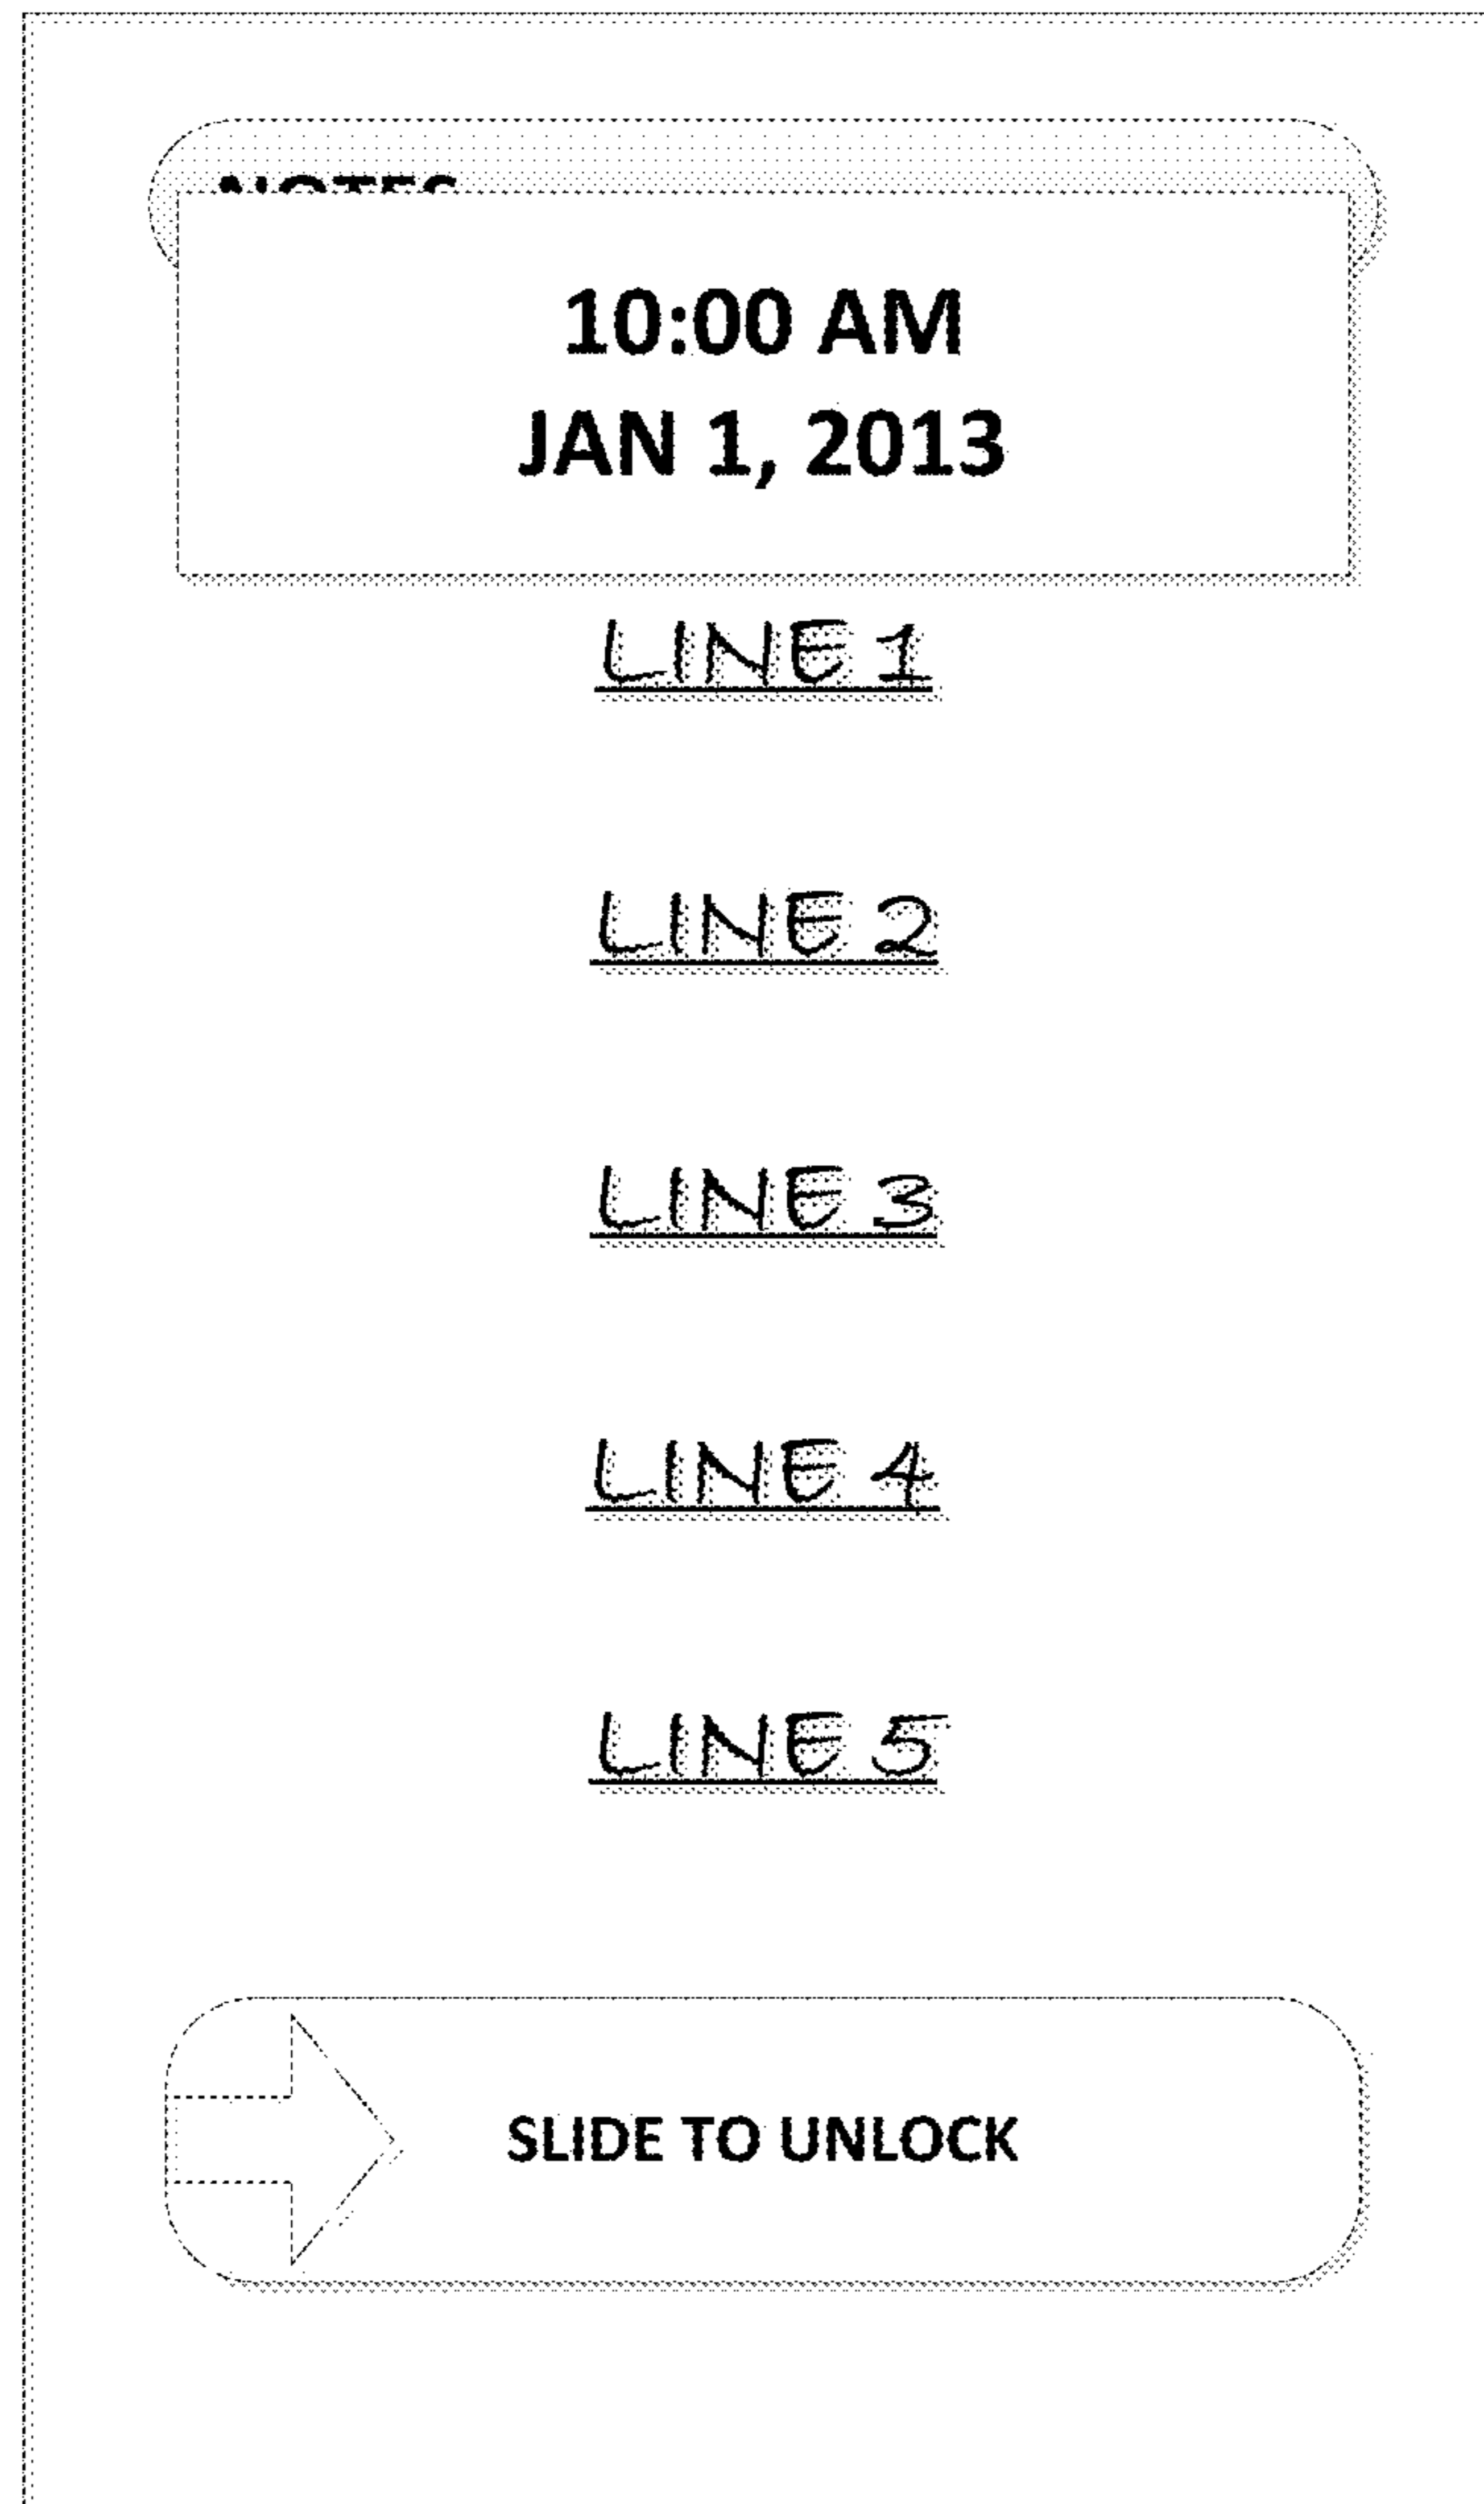 10:00 AM
JAN 1, 2013
LINE 1
LINE 2
LINE 3
LINE 4
LINE 5
SLIDE TO UNLOCK